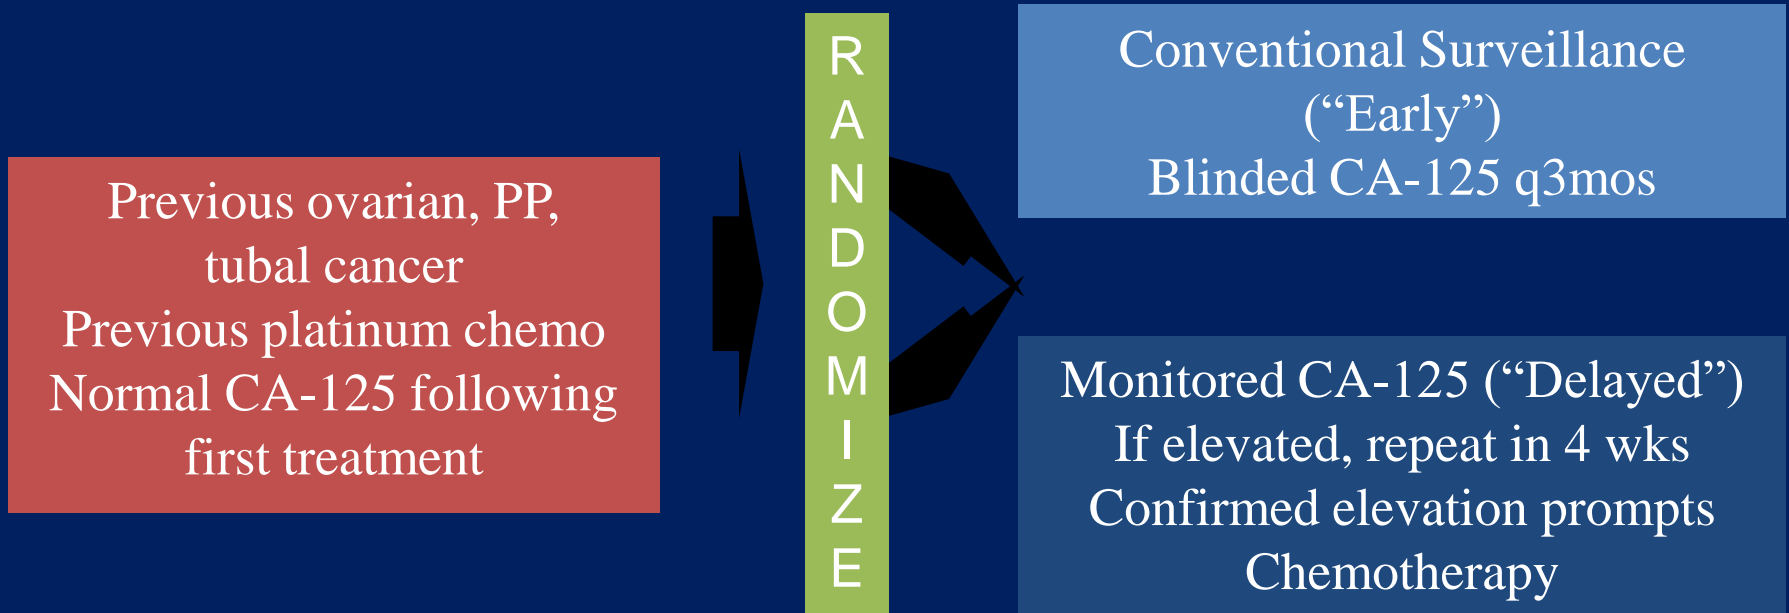 Previous ovarian, PP,
tubal cancer
Previous platinum chemo
Normal CA-125 following
first treatment
R
A
N
D
O
M
I
Z
E
Conventional Surveillance
(“Early”)
Blinded CA-125 q3mos
Monitored CA-125 (“Delayed”)
If elevated, repeat in 4 wks
Confirmed elevation prompts
Chemotherapy